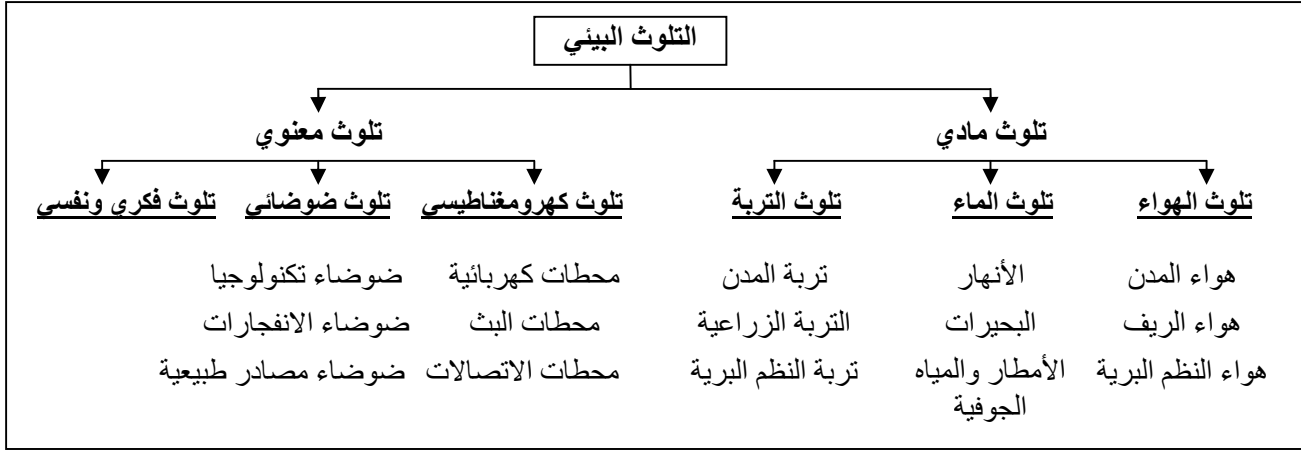 التلوث البيئي
تلوث مادي تلوث معنوي
تلوث الهواء تلوث الماء تلوث التربة تلوث كهرومغناطيسي تلوث ضوضائي تلوث فكري ونفسي
هواء المدن الأنهار تربة المدن محطات كهربائية ضوضاء تكنولوجيا
هواء الريف البحيرات التربة الزراعية محطات البث ضوضاء الانفجارات
هواء النظم البرية الأمطار والمياه تربة النظم البرية محطات الاتصالات ضوضاء مصادر طبيعية
الجوفية